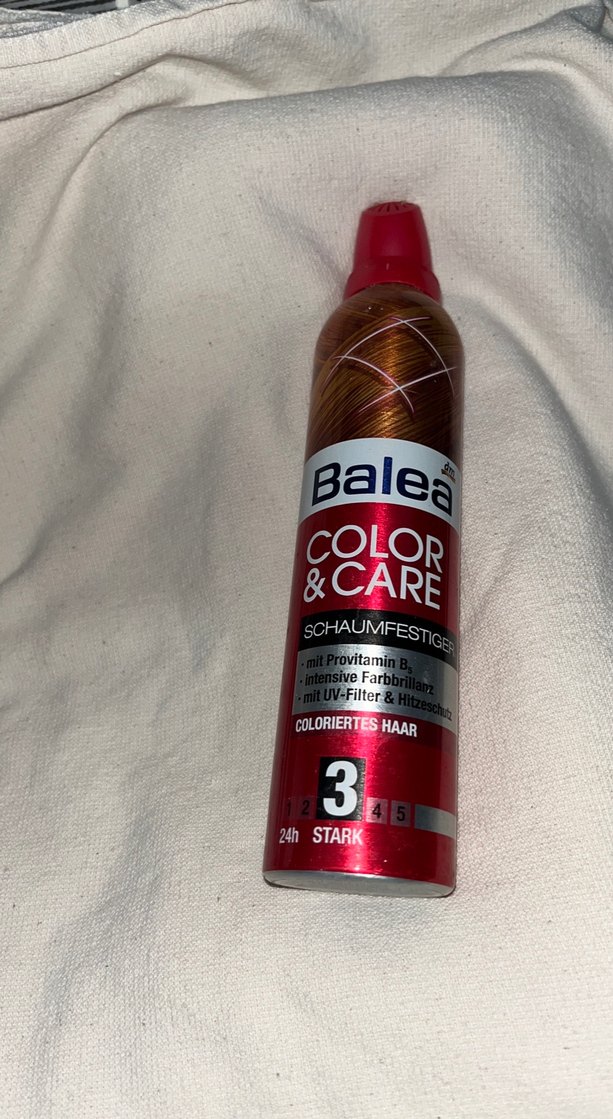 dm
Balea
COLOR
& CARE
SCHAUMFESTIGER
· mit Provitamin B₅
· intensive Farbbrillanz
· mit UV-Filter & Hitzeschutz
COLORIERTES HAAR
1 2 3 4 5
24h STARK